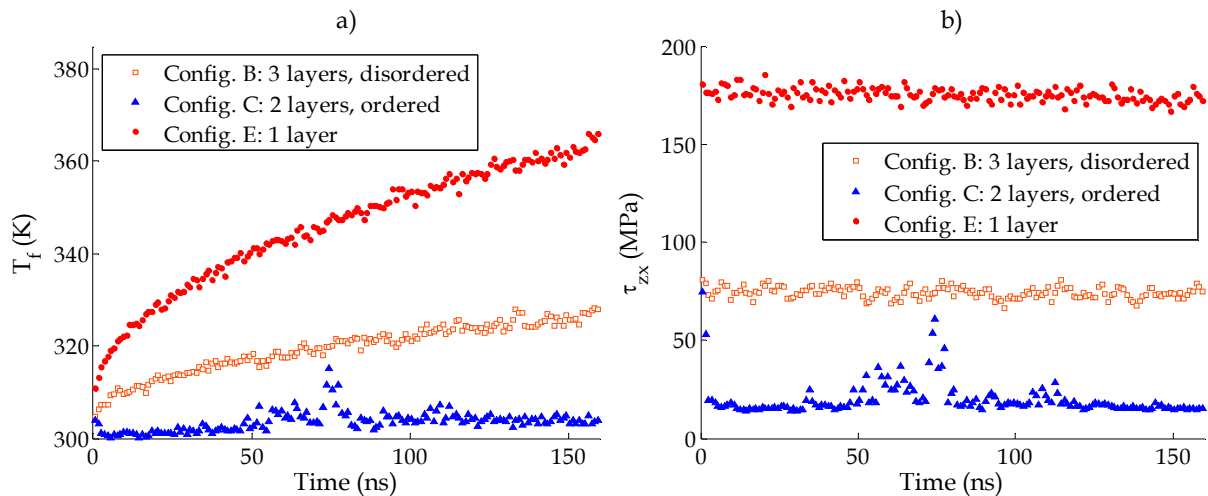 a)
380
360
340
320
300
T_f (K)
Config. B: 3 layers, disordered
Config. C: 2 layers, ordered
Config. E: 1 layer
0
50
100
150
Time (ns)
b)
200
150
100
50
0
τ_zx (MPa)
Config. B: 3 layers, disordered
Config. C: 2 layers, ordered
Config. E: 1 layer
0
50
100
150
Time (ns)